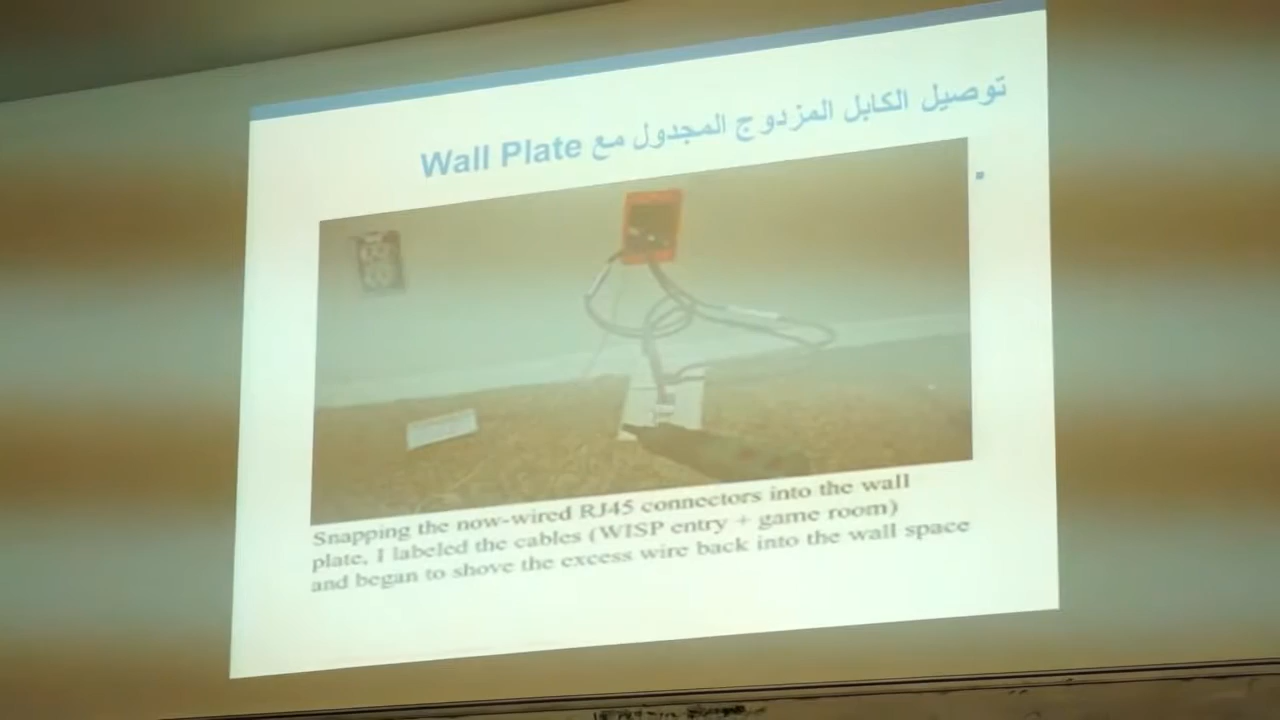 توصيل الكابل المزدوج المجدول مع Wall Plate
Snapping the now-wired RJ45 connectors into the wall
plate, I labeled the cables (WISP entry + game room)
and began to shove the excess wire back into the wall space